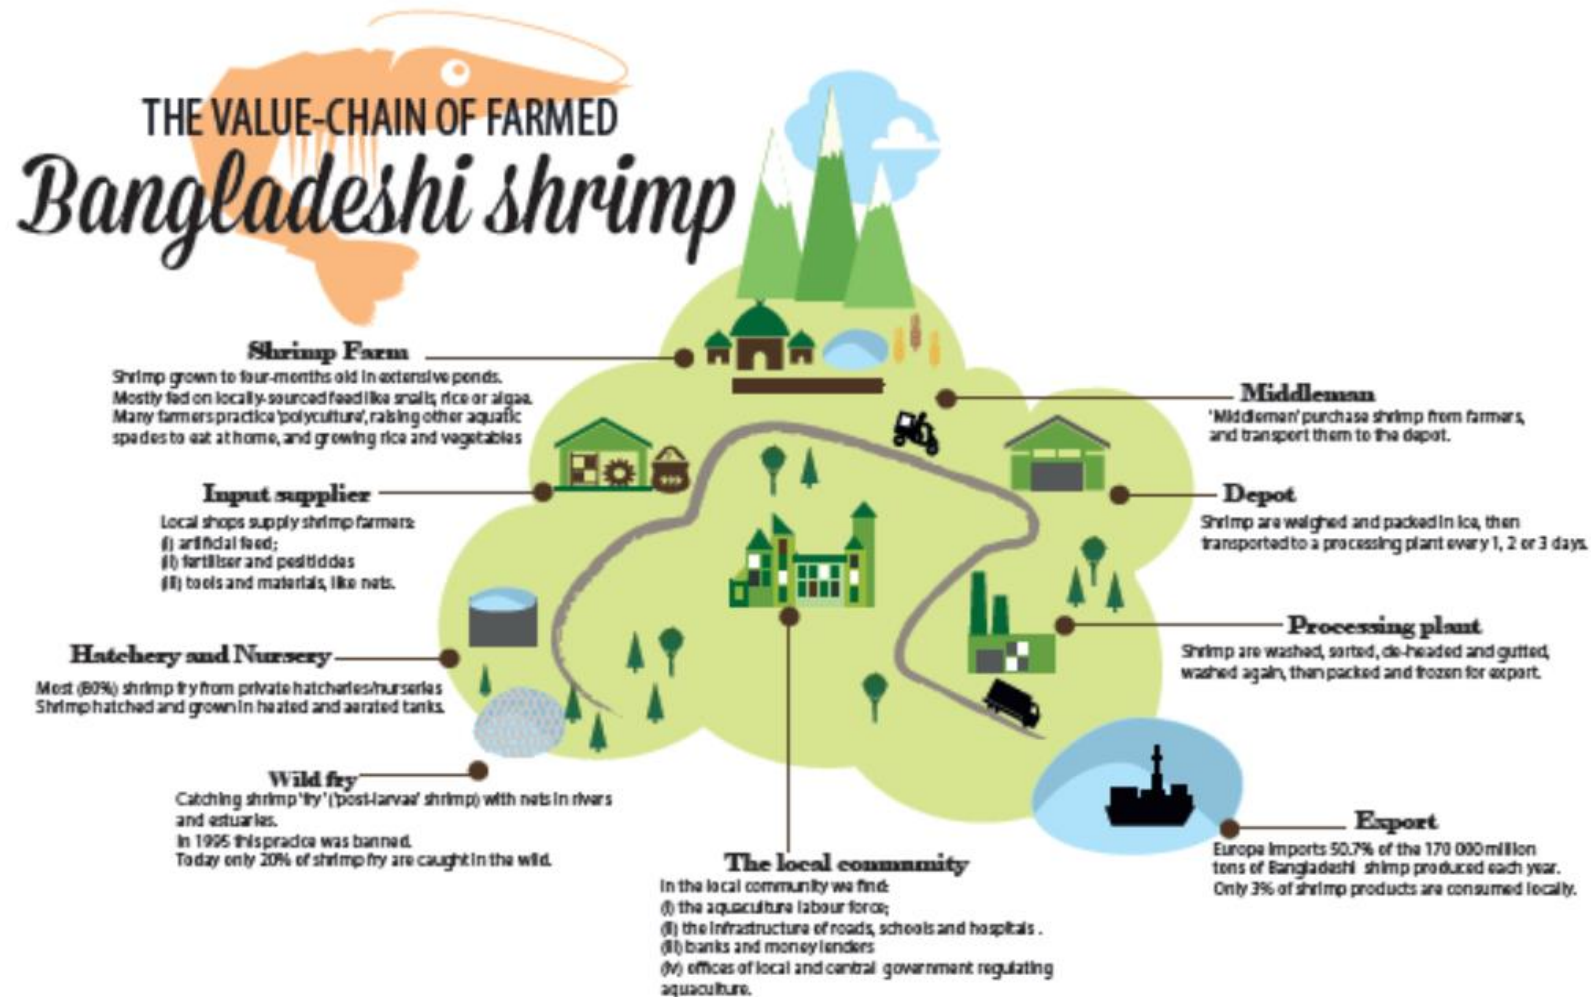 THE VALUE-CHAIN OF FARMED
Bangladeshi shrimp
Shrimp Farm
Shrimp grown to four-months old in extensive ponds.
Mostly fed on locally-sourced feed like snails, rice or algae.
Many farmers practice 'polyculture', raising other aquatic
species to eat at home, and growing rice and vegetables
Input supplier
Local shops supply shrimp farmers:
(i) artificial feed;
(ii) fertiliser and pesiticides
(iii) tools and materials, like nets.
Hatchery and Nursery
Most (80%) shrimp fry from private hatcheries/nurseries
Shrimp hatched and grown in heated and aerated tanks.
Wild fry
Catching shrimp 'fry' ('post-larvae' shrimp) with nets in rivers
and estuaries.
In 1995 this pracice was banned.
Today only 20% of shrimp fry are caught in the wild.
The local community
In the local community we find:
(i) the aquaculture labour force;
(ii) the infrastructure of roads, schools and hospitals .
(iii) banks and money lenders
(iv) offices of local and central government regulating
aquaculture.
Middleman
'Middlemen' purchase shrimp from farmers,
and transport them to the depot.
Depot
Shrimp are weighed and packed in ice, then
transported to a processing plant every 1, 2 or 3 days.
Processing plant
Shrimp are washed, sorted, de-headed and gutted,
washed again, then packed and frozen for export.
Export
Europe imports 50.7% of the 170 000 million
tons of Bangladeshi shimp produced each year.
Only 3% of shrimp products are consumed locally.